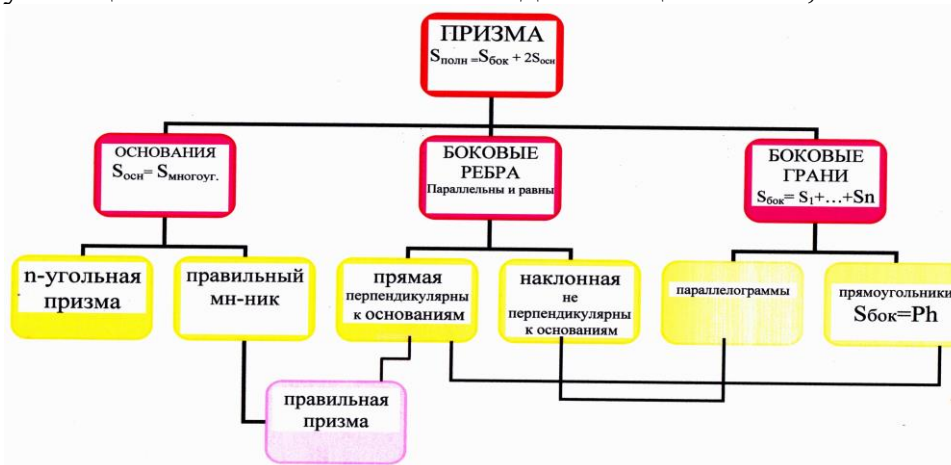 ПРИЗМА
Sполн =Sбок + 2Sосн
ОСНОВАНИЯ
Sосн= Sмногоуг.
БОКОВЫЕ
РЕБРА
Параллельны и равны
БОКОВЫЕ
ГРАНИ
Sбок= S1+...+Sn
n-угольная
призма
правильный
мн-ник
прямая
перпендикулярны
к основаниям
наклонная
не
перпендикулярны
к основаниям
параллелограммы
прямоугольники
Sбок=Ph
правильная
призма